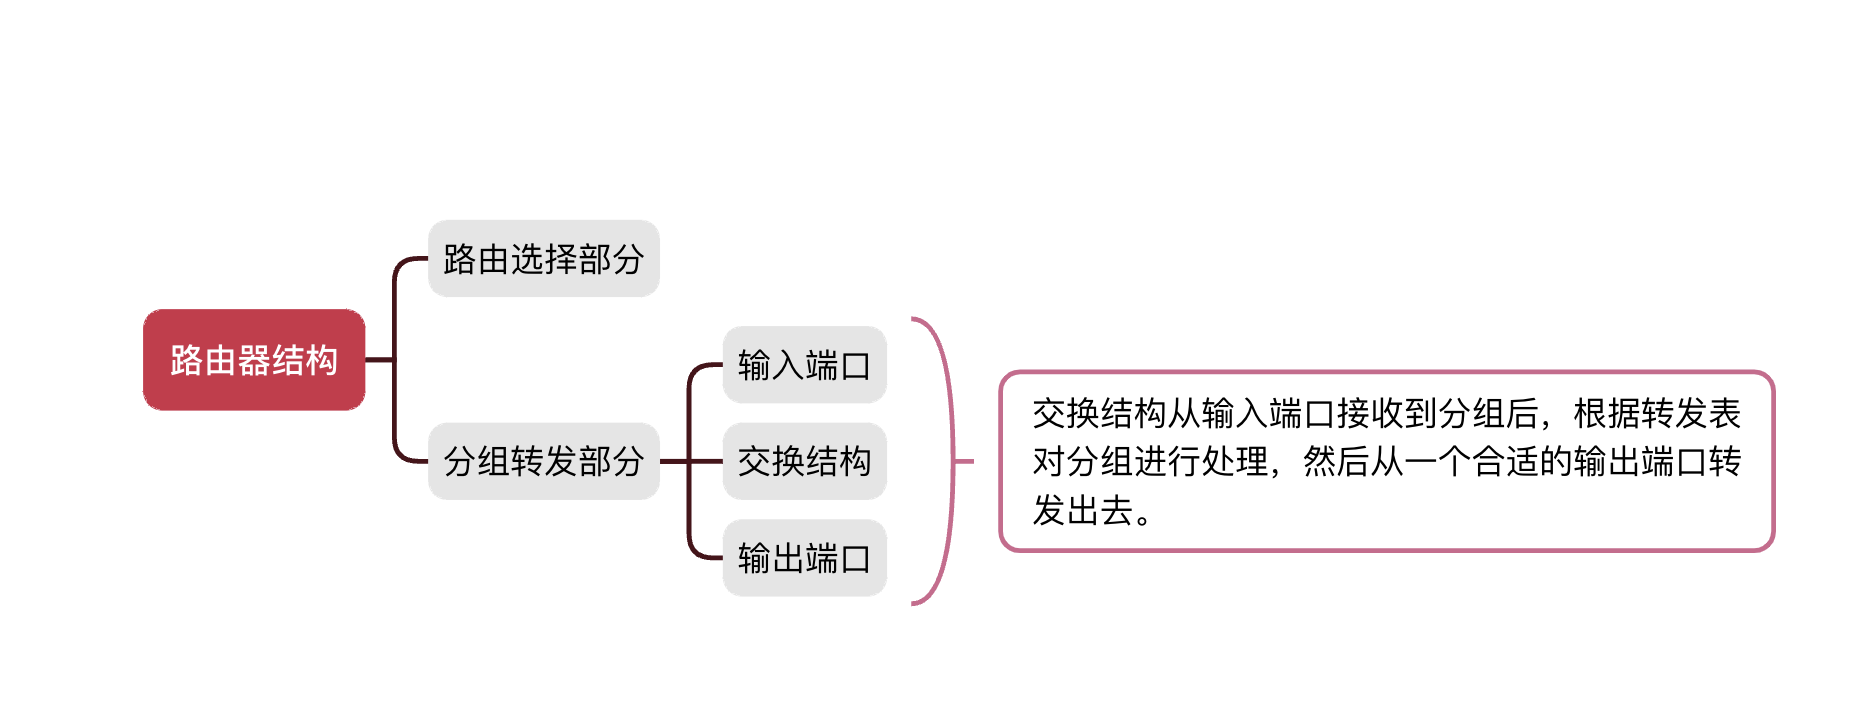 路由器结构
路由选择部分
分组转发部分
输入端口
交换结构
输出端口
交换结构从输入端口接收到分组后，根据转发表
对分组进行处理，然后从一个合适的输出端口转
发出去。